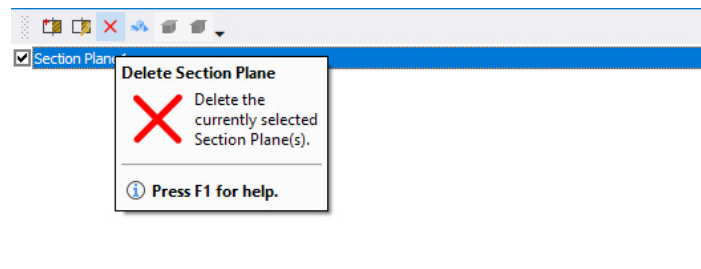 Section Plane
Delete Section Plane
Delete the
currently selected
Section Plane(s).
Press F1 for help.